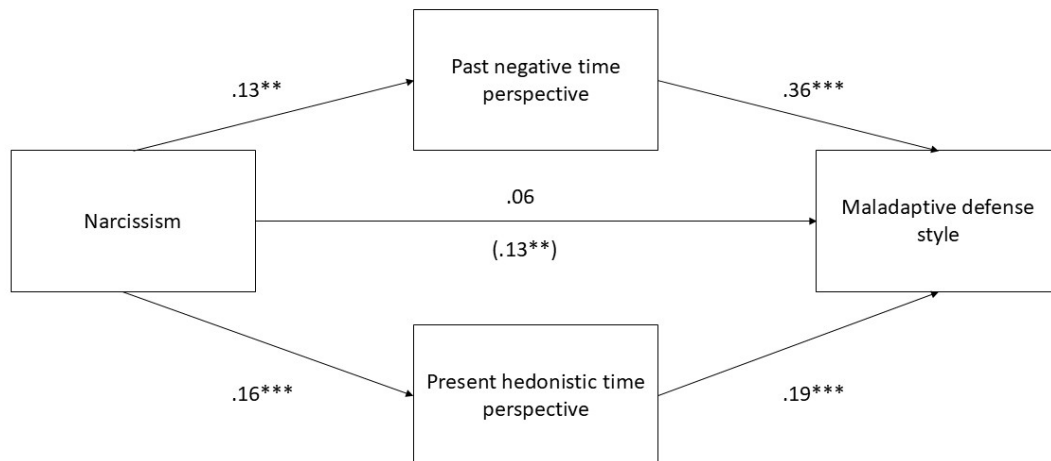 Past negative time
perspective
.13**
.36***
Narcissism
.06
(.13**)
Maladaptive defense
style
Present hedonistic time
perspective
.16***
.19***